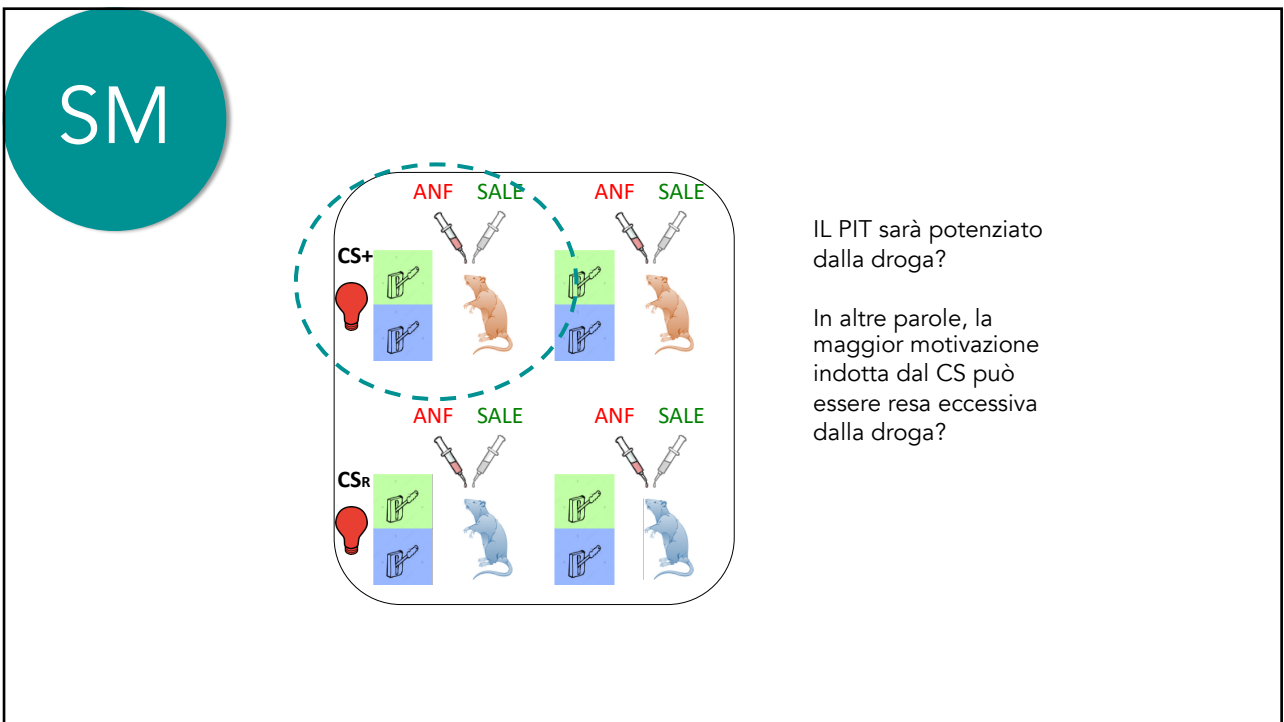 SM
ANF SALE ANF SALE
CS+
ANF SALE ANF SALE
CSR
IL PIT sarà potenziato
dalla droga?
In altre parole, la
maggior motivazione
indotta dal CS può
essere resa eccessiva
dalla droga?